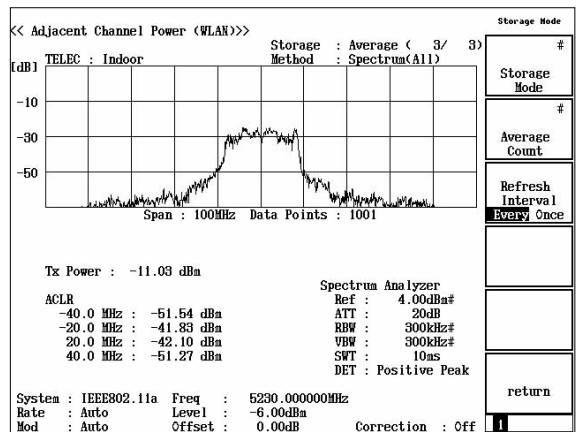 Storage Mode
<< Adjacent Channel Power (WLAN)>>
Storage : Average ( 3/ 3)
TELEC : Indoor Method : Spectrum(All)
[dB]
-10
-30
-50
Span : 100MHz Data Points : 1001
Tx Power : -11.03 dBm
ACLR
-40.0 MHz : -51.54 dBm
-20.0 MHz : -41.83 dBm
20.0 MHz : -42.10 dBm
40.0 MHz : -51.27 dBm
Spectrum Analyzer
Ref : 4.00dBm#
ATT : 20dB
RBW : 300kHz#
VBW : 300kHz#
SWT : 10ms
DET : Positive Peak
System : IEEE802.11a Freq : 5230.000000MHz
Rate : Auto Level : -6.00dBm
Mod : Auto Offset : 0.00dB Correction : Off
#
Storage
Mode
#
Average
Count
Refresh
Interval
Every Once
return
1